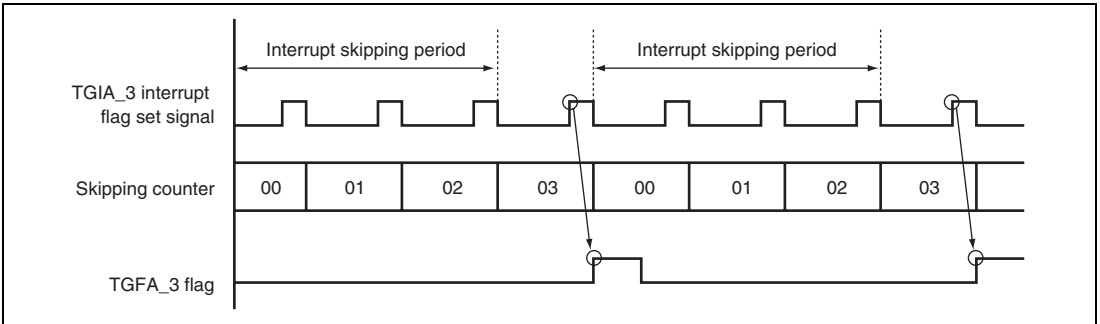 Interrupt skipping period Interrupt skipping period
TGIA_3 interrupt
flag set signal
Skipping counter 00 01 02 03 00 01 02 03
TGFA_3 flag